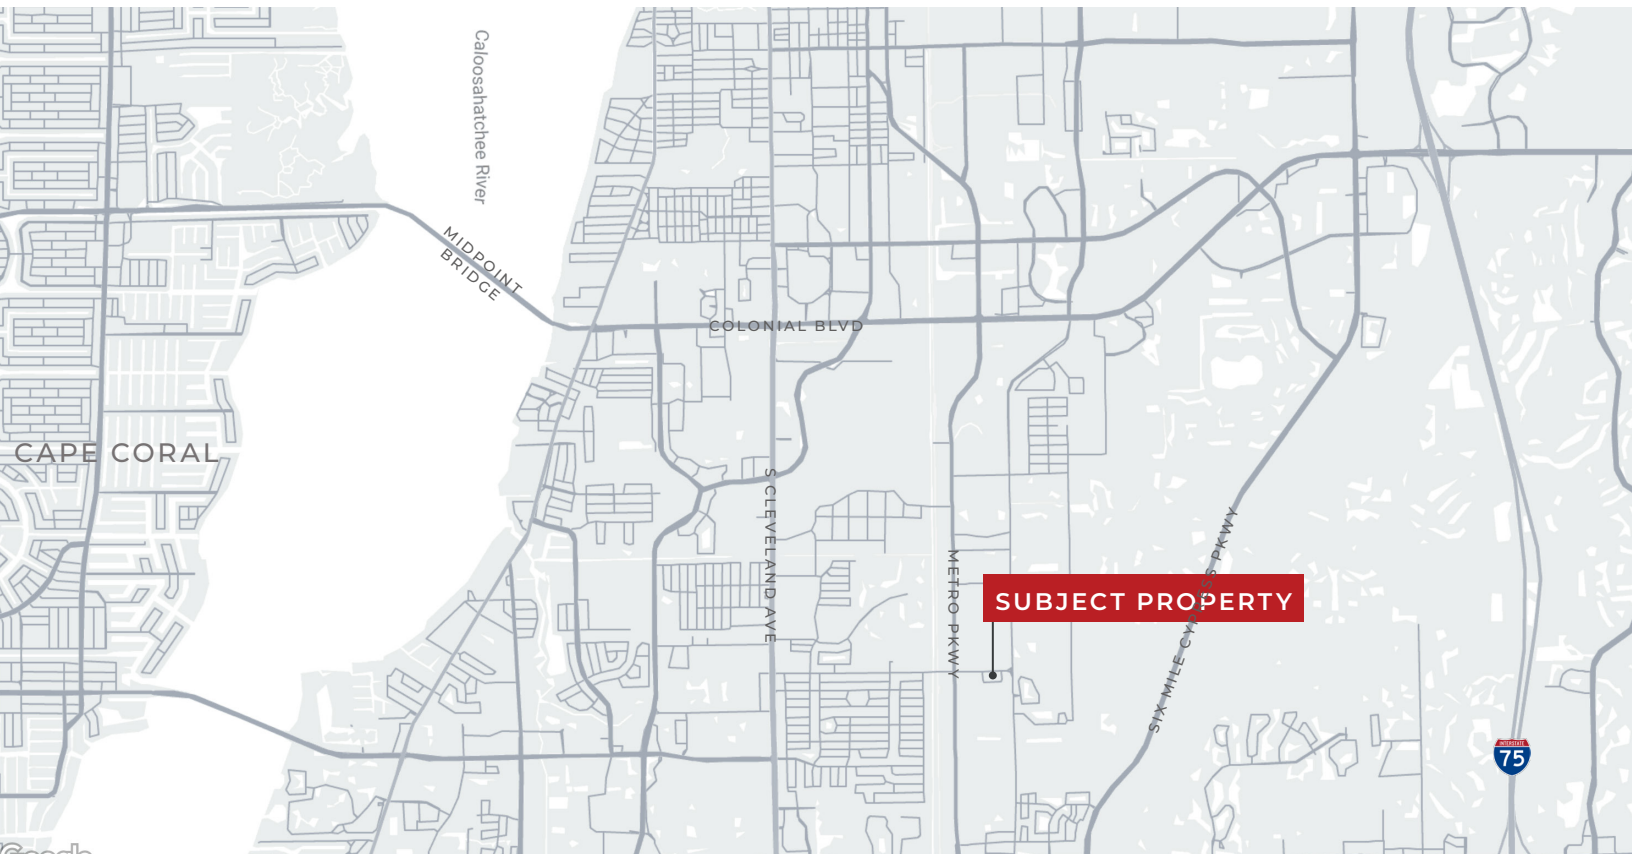 Caloosahatchee River
MIDPOINT
BRIDGE
COLONIAL BLVD
CAPE CORAL
S CLEVELAND AVE
METRO PKWY
SUBJECT PROPERTY
SIX MILE CYPRESS PKWY
INTERSTATE
75